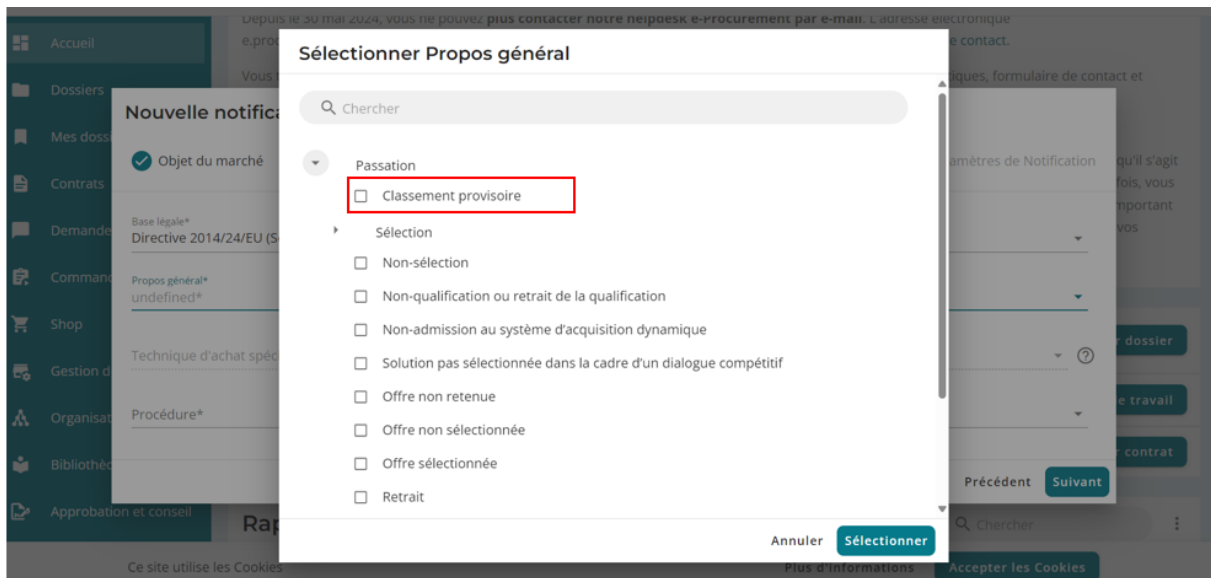 Depuis le 30 mai 2024, vous ne pouvez plus contacter notre helpdesk e-Procurement par e-mail. L'adresse électronique
e.proc
e contact.
Vous
tiques, formulaire de contact et
Accueil
Dossiers
Mes dossi
Contrats
Demande
Command
Shop
Gestion d
Organisat
Bibliothèc
Approbation et conseil
Nouvelle notifica
Objet du marché
amètres de Notification
qu'il s'agit
fois, vous
mportant
vos
Base légale*
Directive 2014/24/EU (S
Propos général*
undefined*
Technique d'achat spéc
Procédure*
Précédent
Suivant
r dossier
e travail
r contrat
Sélectionner Propos général
Chercher
Passation
Classement provisoire
Sélection
Non-sélection
Non-qualification ou retrait de la qualification
Non-admission au système d'acquisition dynamique
Solution pas sélectionnée dans la cadre d'un dialogue compétitif
Offre non retenue
Offre non sélectionnée
Offre sélectionnée
Retrait
Annuler
Sélectionner
Rap
Chercher
Ce site utilise les Cookies
Plus d'informations
Accepter les Cookies